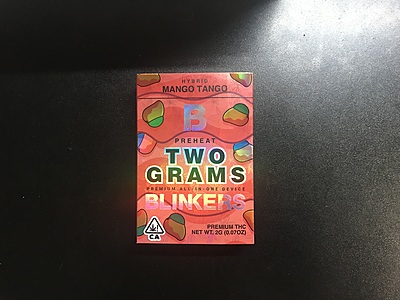 HYBRID
MANGO TANGO
B
PREHEAT
TWO
GRAMS
PREMIUM ALL-IN-ONE DEVICE
BLINKERS
PREMIUM THC
NET WT. 2G (0.07OZ)
CA